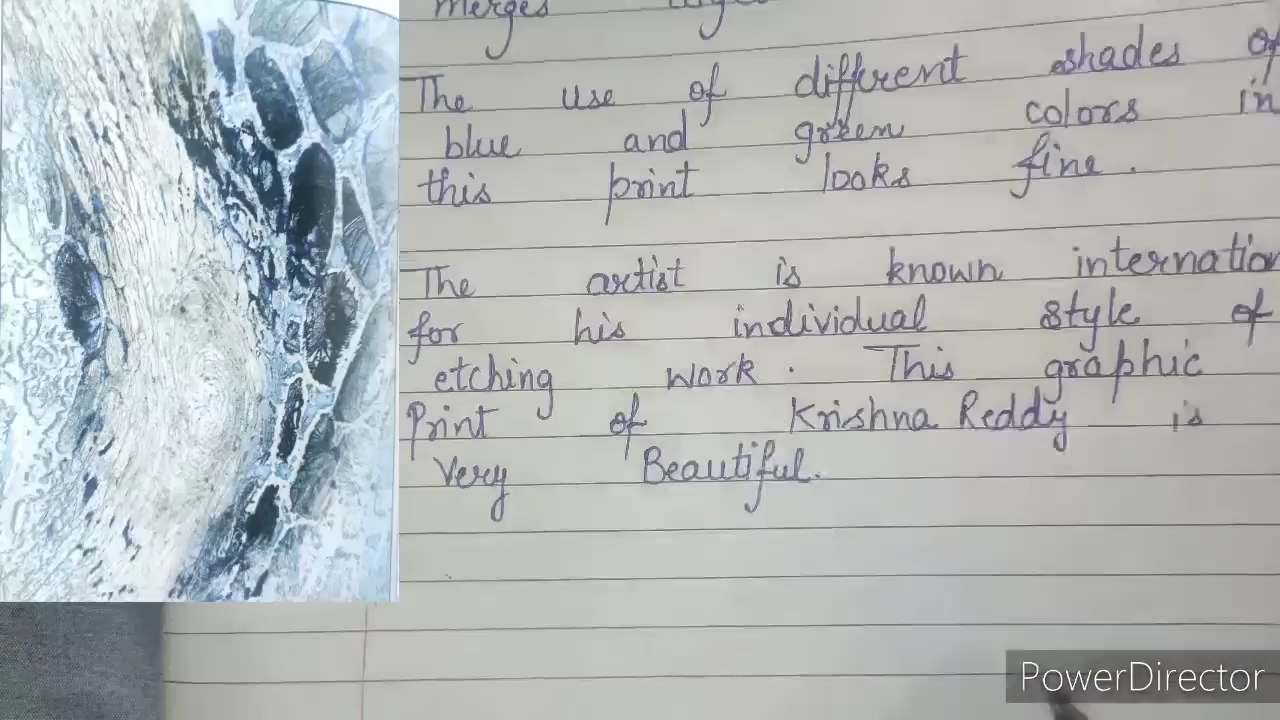 merges
The use of different shades of
blue and green colors in
this print looks fine.
The artist is known internation
for his individual style of
etching work. This graphic
Print of Krishna Reddy is
Very Beautiful.
PowerDirector